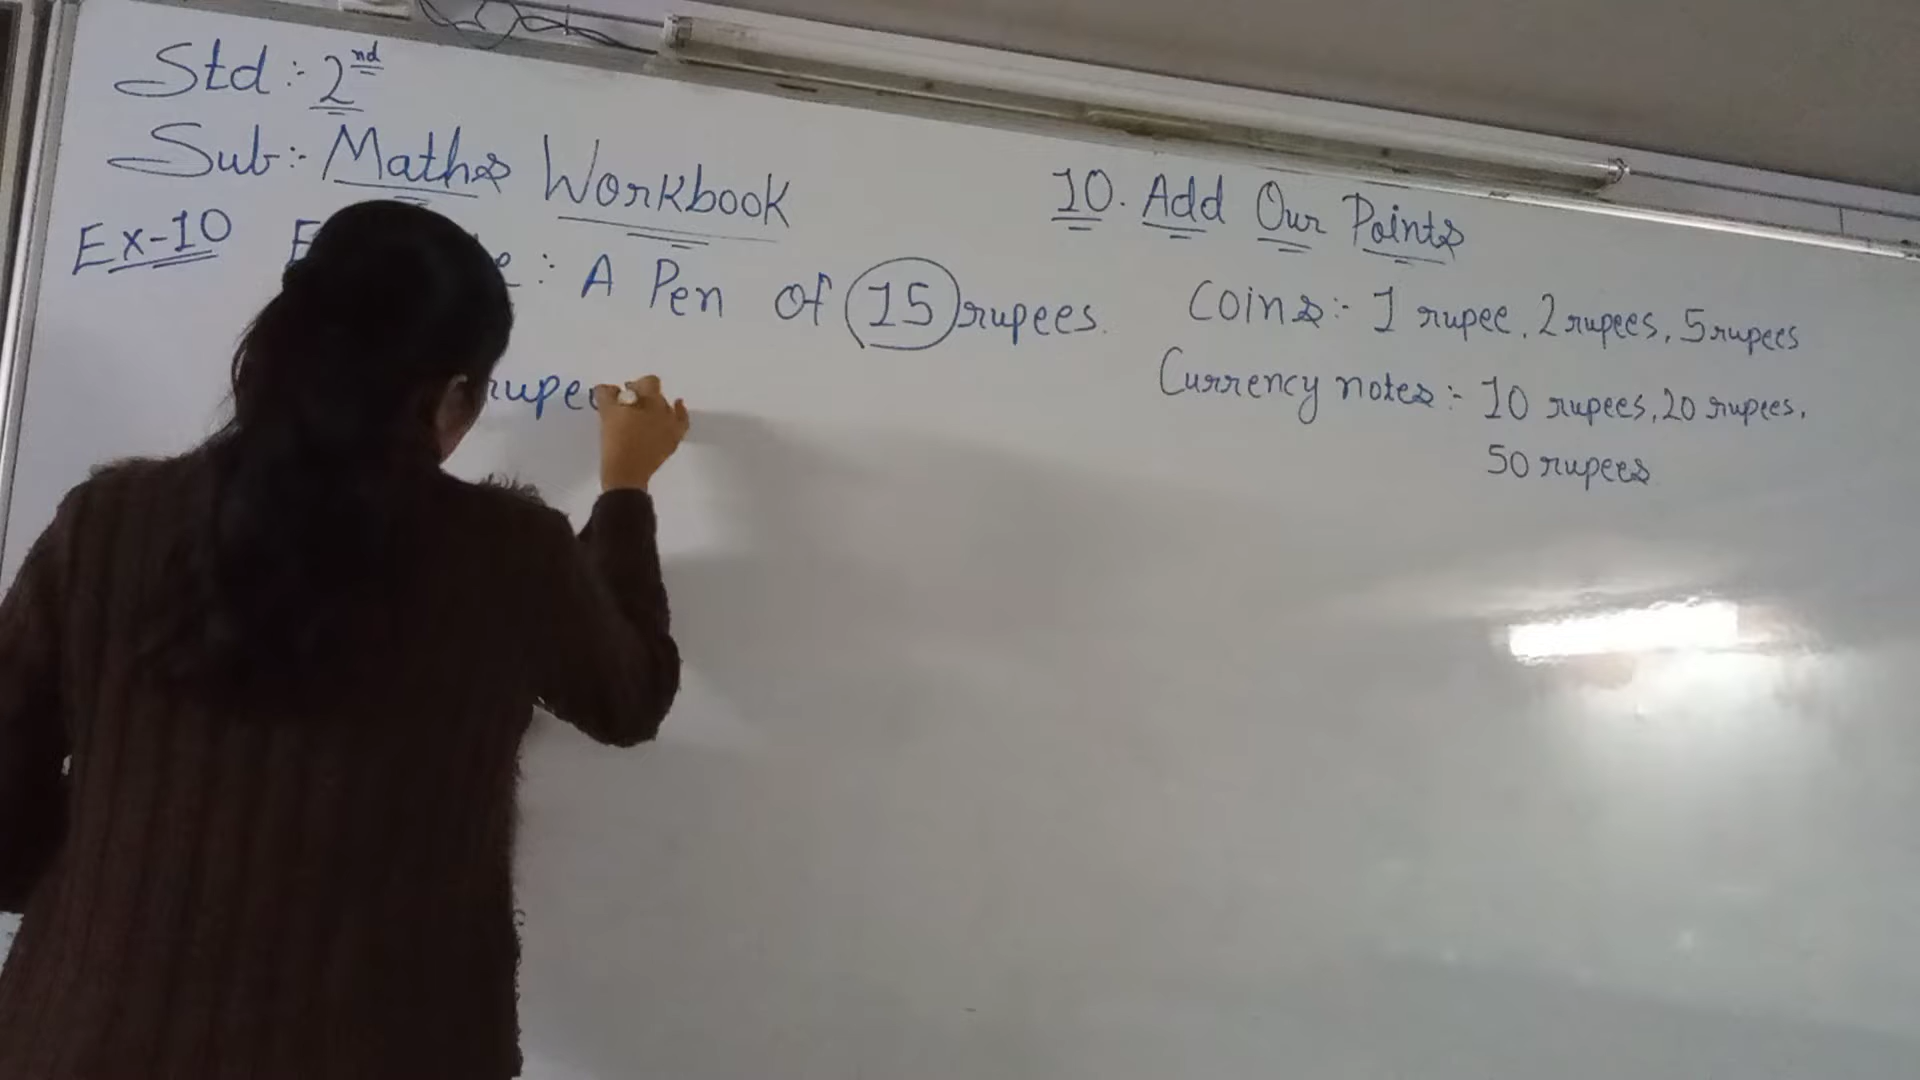 Std :- 2nd
Sub :- Maths Workbook
10. Add Our Points
Ex-10 : A Pen of 15 rupees.
Coins :- 1 rupee, 2 rupees, 5 rupees
Currency notes :- 10 rupees, 20 rupees,
50 rupees